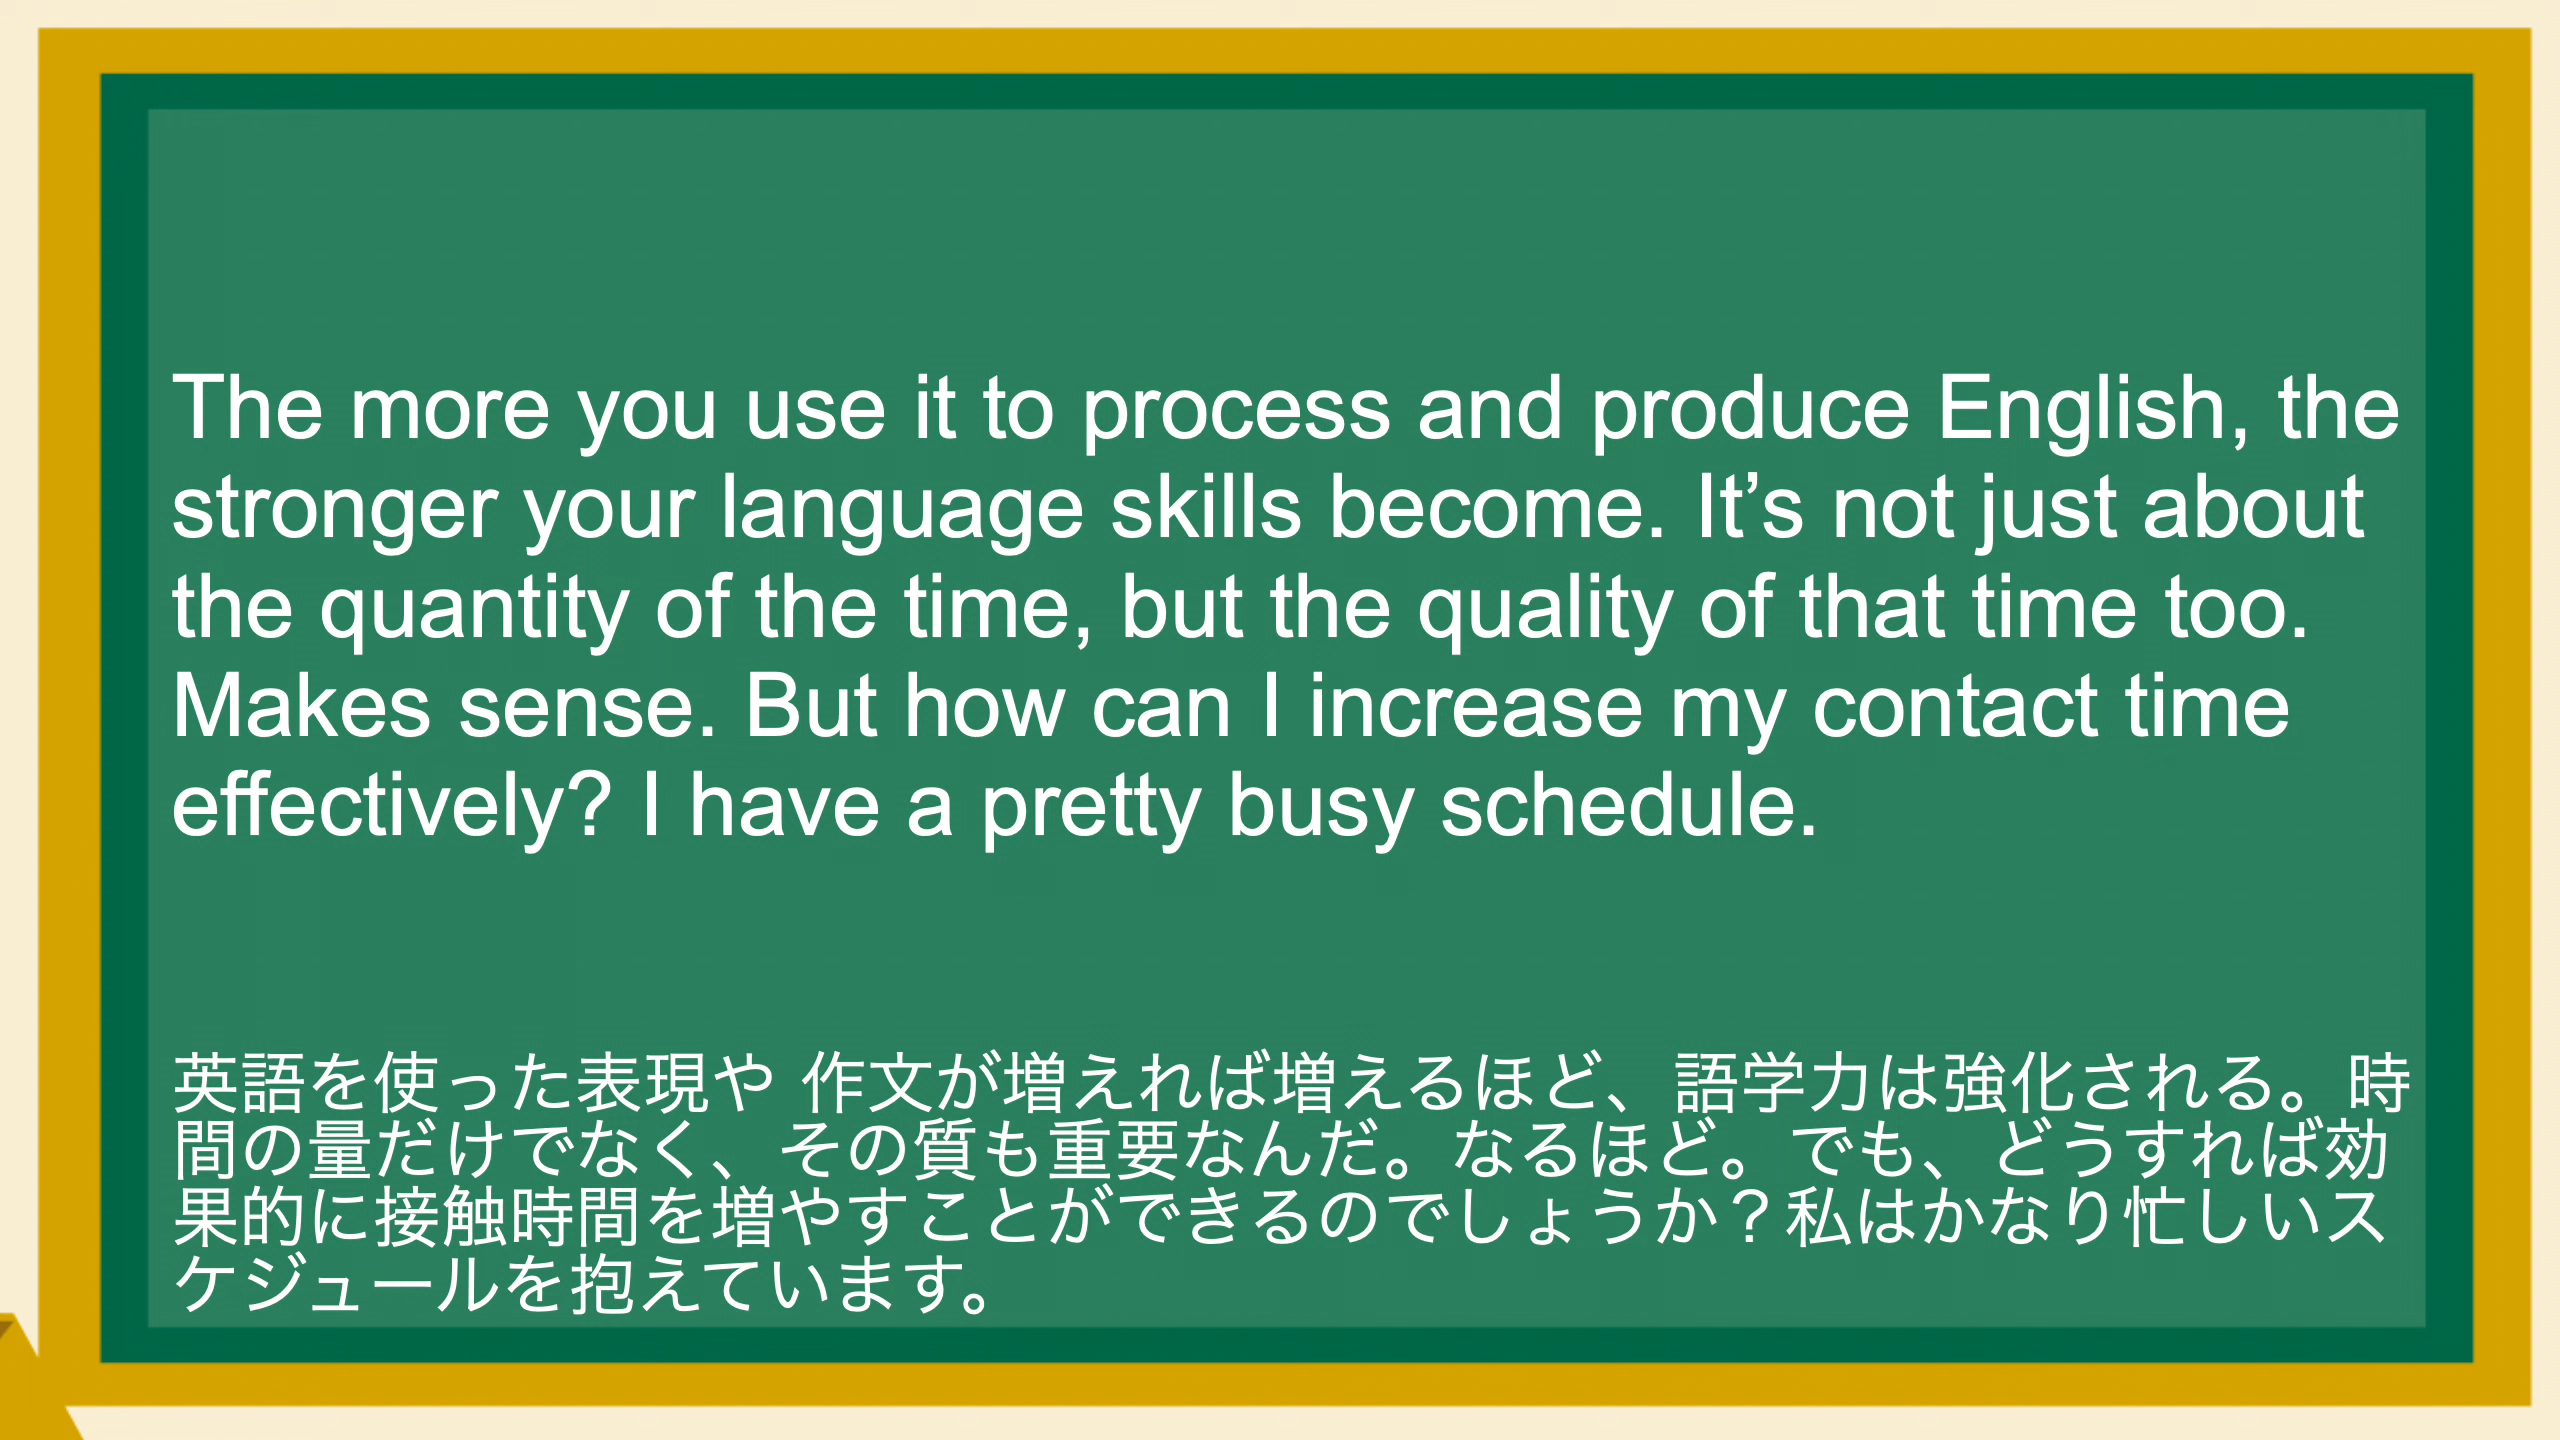 The more you use it to process and produce English, the
stronger your language skills become. It’s not just about
the quantity of the time, but the quality of that time too.
Makes sense. But how can I increase my contact time
effectively? I have a pretty busy schedule.
英語を使った表現や 作文が増えれば増えるほど、語学力は強化される。時
間の量だけでなく、その質も重要なんだ。なるほど。でも、どうすれば効
果的に接触時間を増やすことができるのでしょうか？私はかなり忙しいス
ケジュールを抱えています。